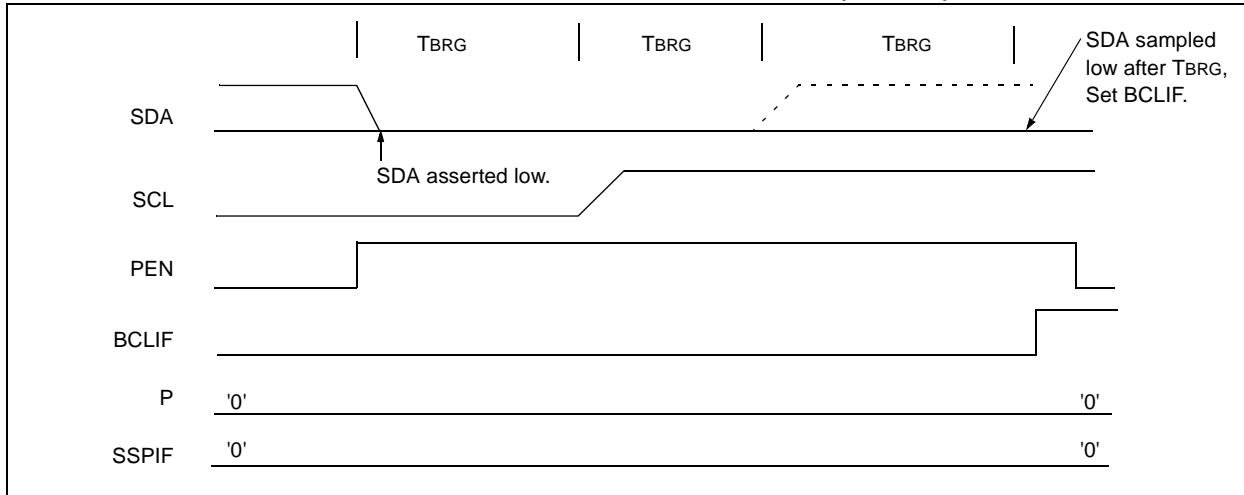 TBRG TBRG TBRG
SDA sampled
low after TBRG,
Set BCLIF.
SDA
SDA asserted low.
SCL
PEN
BCLIF
P '0' '0'
SSPIF '0' '0'